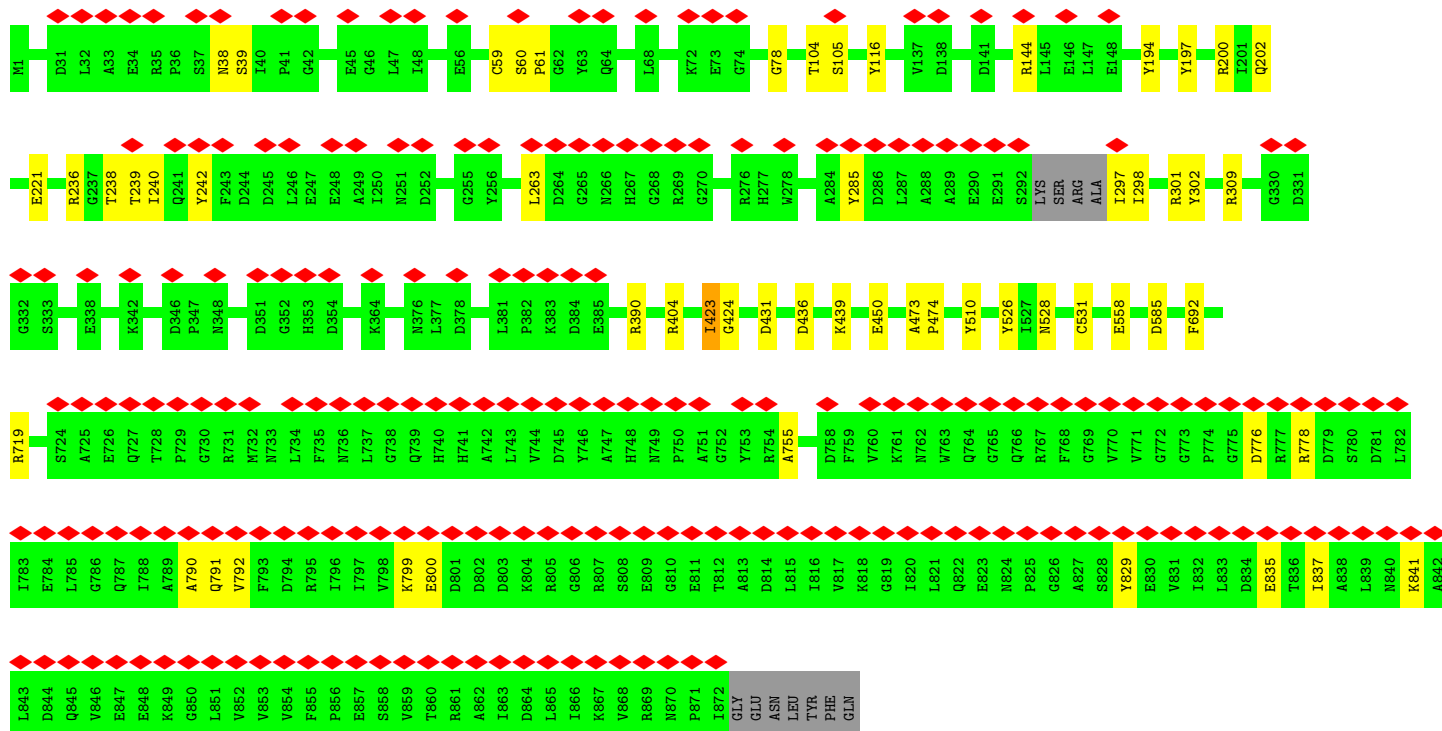 M1 D31 L32 A33 E34 R35 P36 S37 N38 S39 I40 P41 G42 E45 G46 L47 I48 E56 C59 S60 P61 G62 Y63 Q64 L68 K72 E73 G74 G78 T104 S105 Y116 V137 D138 D141 R144 L145 E146 L147 E148 Y194 Y197 R200 I201 Q202
E221 R236 G237 T238 T239 I240 Q241 Y242 F243 D244 D245 L246 E247 E248 A249 I250 N251 D252 G255 Y256 L263 D264 G265 N266 H267 G268 R269 G270 R276 H277 W278 A284 Y285 D286 L287 A288 A289 E290 E291 S292 LYS SER ARG ALA I297 I298 R301 Y302 R309 G330 D331
G332 S333 E338 K342 D346 P347 N348 D351 G352 H353 D354 K364 N376 L377 D378 L381 P382 K383 D384 E385 R390 R404 I423 G424 D431 D436 K439 E450 A473 P474 Y510 Y526 I527 N528 C531 E558 D585 F692
R719 S724 A725 E726 Q727 T728 P729 G730 R731 M732 N733 L734 F735 N736 L737 G738 Q739 H740 H741 A742 L743 V744 D745 Y746 A747 H748 N749 P750 A751 G752 Y753 R754 A755 D758 F759 V760 K761 N762 W763 Q764 G765 Q766 R767 F768 G769 V770 V771 G772 G773 P774 G775 D776 R777 R778 D779 S780 D781 L782
I783 E784 L785 G786 Q787 I788 A789 A790 Q791 V792 F793 D794 R795 I796 I797 V798 K799 E800 D801 D802 D803 K804 R805 G806 R807 S808 E809 G810 E811 T812 A813 D814 L815 I816 V817 K818 G819 I820 L821 Q822 E823 N824 P825 G826 A827 S828 Y829 E830 V831 I832 L833 D834 E835 T836 I837 A838 L839 N840 K841 A842
L843 D844 Q845 V846 E847 E848 K849 G850 L851 V852 V853 V854 F855 P856 E857 S858 V859 T860 R861 A862 I863 D864 L865 I866 K867 V868 R869 N870 P871 I872 GLY GLU ASN LEU TYR PHE GLN